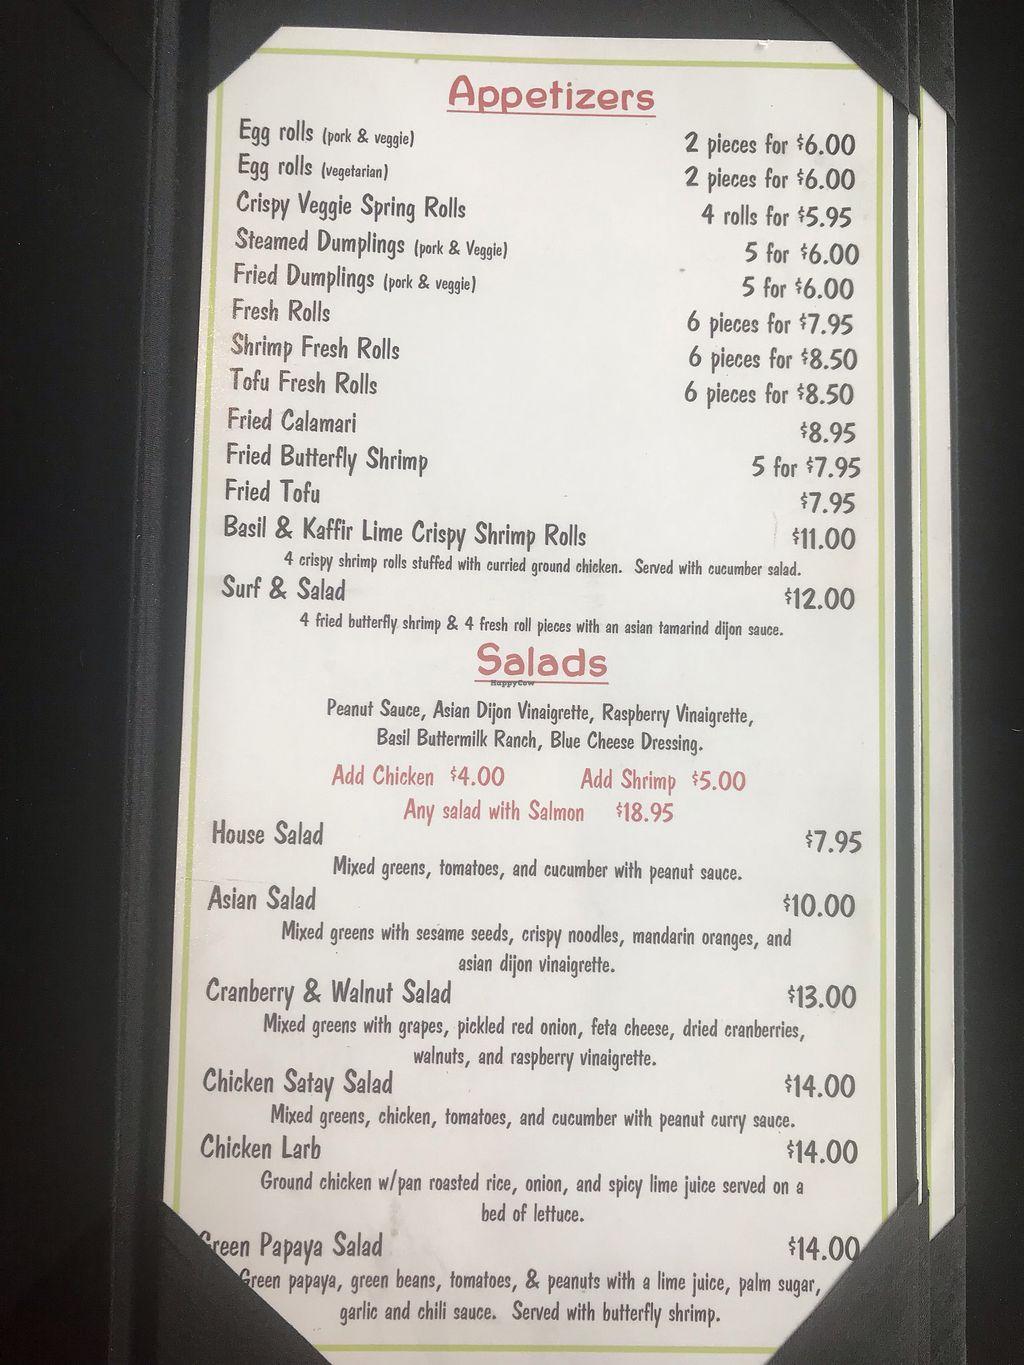 Appetizers
Egg rolls (pork & veggie) 2 pieces for $6.00
Egg rolls (vegetarian) 2 pieces for $6.00
Crispy Veggie Spring Rolls 4 rolls for $5.95
Steamed Dumplings (pork & Veggie) 5 for $6.00
Fried Dumplings (pork & veggie) 5 for $6.00
Fresh Rolls 6 pieces for $7.95
Shrimp Fresh Rolls 6 pieces for $8.50
Tofu Fresh Rolls 6 pieces for $8.50
Fried Calamari $8.95
Fried Butterfly Shrimp 5 for $7.95
Fried Tofu $7.95
Basil & Kaffir Lime Crispy Shrimp Rolls $11.00
4 crispy shrimp rolls stuffed with curried ground chicken. Served with cucumber salad.
Surf & Salad $12.00
4 fried butterfly shrimp & 4 fresh roll pieces with an asian tamarind dijon sauce.
Salads
HappyCow
Peanut Sauce, Asian Dijon Vinaigrette, Raspberry Vinaigrette,
Basil Buttermilk Ranch, Blue Cheese Dressing.
Add Chicken $4.00 Add Shrimp $5.00
Any salad with Salmon $18.95
House Salad $7.95
Mixed greens, tomatoes, and cucumber with peanut sauce.
Asian Salad $10.00
Mixed greens with sesame seeds, crispy noodles, mandarin oranges, and
asian dijon vinaigrette.
Cranberry & Walnut Salad $13.00
Mixed greens with grapes, pickled red onion, feta cheese, dried cranberries,
walnuts, and raspberry vinaigrette.
Chicken Satay Salad $14.00
Mixed greens, chicken, tomatoes, and cucumber with peanut curry sauce.
Chicken Larb $14.00
Ground chicken w/pan roasted rice, onion, and spicy lime juice served on a
bed of lettuce.
Green Papaya Salad $14.00
Green papaya, green beans, tomatoes, & peanuts with a lime juice, palm sugar,
garlic and chili sauce. Served with butterfly shrimp.